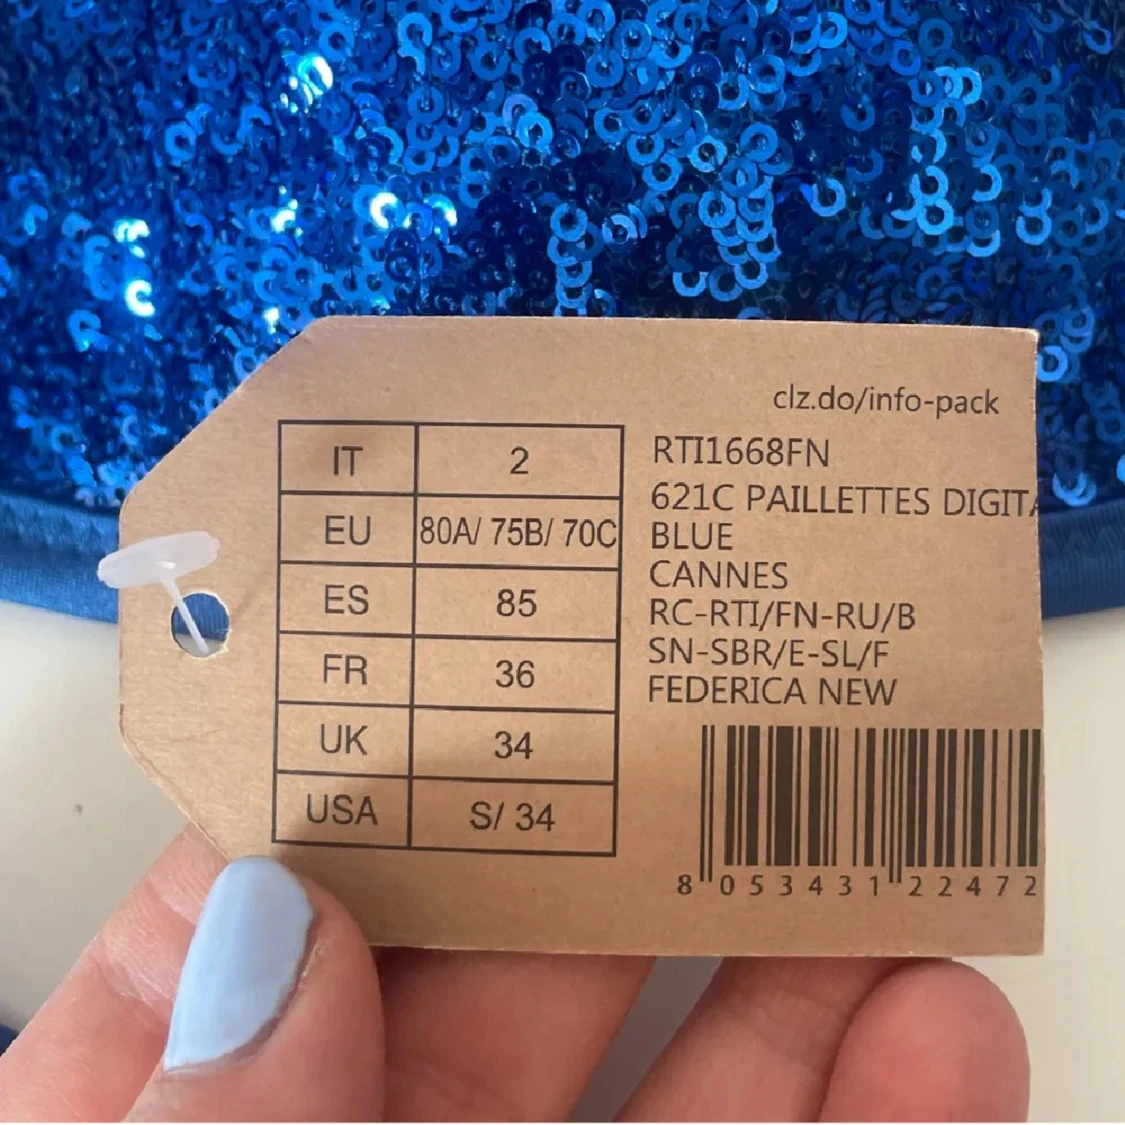 clz.do/info-pack
IT 2
EU 80A/ 75B/ 70C
ES 85
FR 36
UK 34
USA S/ 34
RTI1668FN
621C PAILLETTES DIGITA
BLUE
CANNES
RC-RTI/FN-RU/B
SN-SBR/E-SL/F
FEDERICA NEW
8 053431 22472